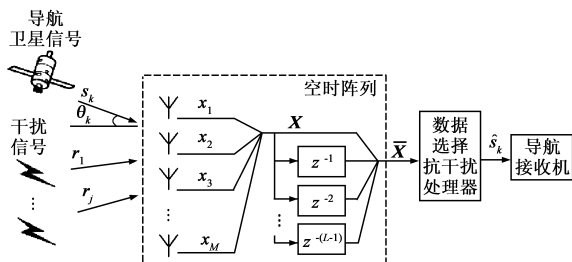 导航
卫星信号
s_k
θ_k
干扰
信号
r_1
⋮
r_j
空时阵列
x_1
x_2
x_3
⋮
x_M
X
z^{-1}
z^{-2}
⋮
z^{-(L-1)}
X̄
数据
选择
抗干扰
处理器
ŝ_k
导航
接收机